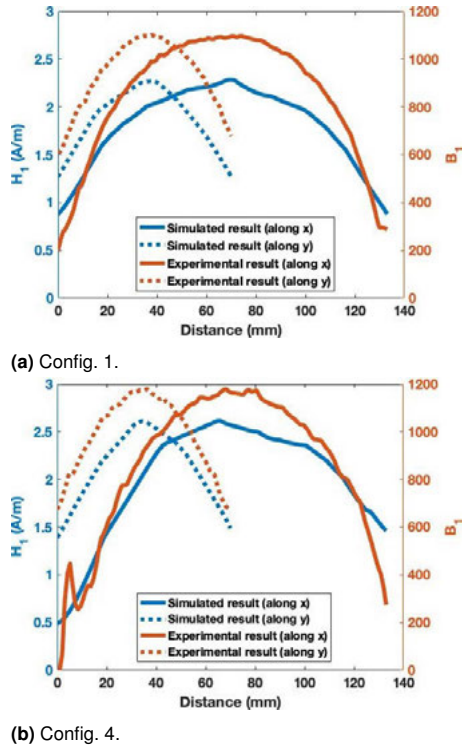 3
2.5
2
1.5
1
0.5
0
H1 (A/m)
1200
1000
800
600
400
200
0
B1
Simulated result (along x)
Simulated result (along y)
Experimental result (along x)
Experimental result (along y)
0 20 40 60 80 100 120 140
Distance (mm)
(a) Config. 1.
3
2.5
2
1.5
1
0.5
0
H1 (A/m)
1200
1000
800
600
400
200
0
B1
Simulated result (along x)
Simulated result (along y)
Experimental result (along x)
Experimental result (along y)
0 20 40 60 80 100 120 140
Distance (mm)
(b) Config. 4.